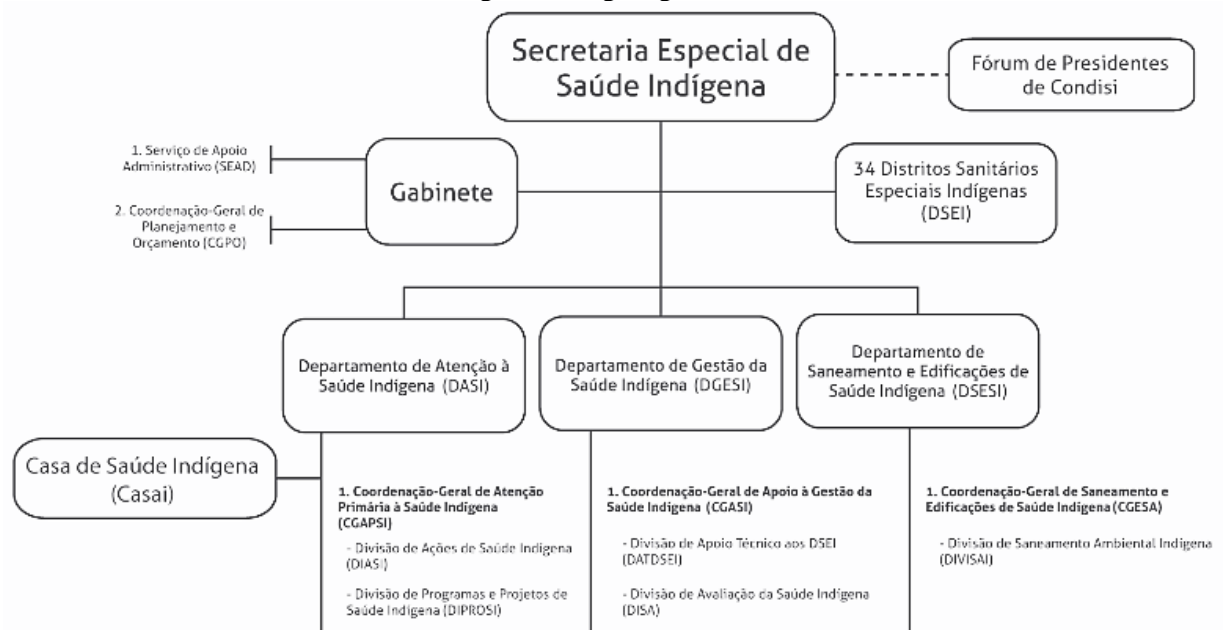 Secretaria Especial de
Saúde Indígena
Fórum de Presidentes
de Condisi
1. Serviço de Apoio
Administrativo (SEAD)
Gabinete
2. Coordenação-Geral de
Planejamento e
Orçamento (CGPO)
34 Distritos Sanitários
Especiais Indígenas
(DSEI)
Departamento de Atenção à
Saúde Indígena (DASI)
Departamento de Gestão da
Saúde Indígena (DGESI)
Departamento de
Saneamento e Edificações de
Saúde Indígena (DSESI)
Casa de Saúde Indígena
(Casai)
1. Coordenação-Geral de Atenção
Primária à Saúde Indígena
(CGAPSI)
- Divisão de Ações de Saúde Indígena
(DIASI)
- Divisão de Programas e Projetos de
Saúde Indígena (DIPROSI)
1. Coordenação-Geral de Apoio à Gestão da
Saúde Indígena (CGASI)
- Divisão de Apoio Técnico aos DSEI
(DATDSEI)
- Divisão de Avaliação da Saúde Indígena
(DISA)
1. Coordenação-Geral de Saneamento e
Edificações de Saúde Indígena (CGESA)
- Divisão de Saneamento Ambiental Indígena
(DIVISAI)